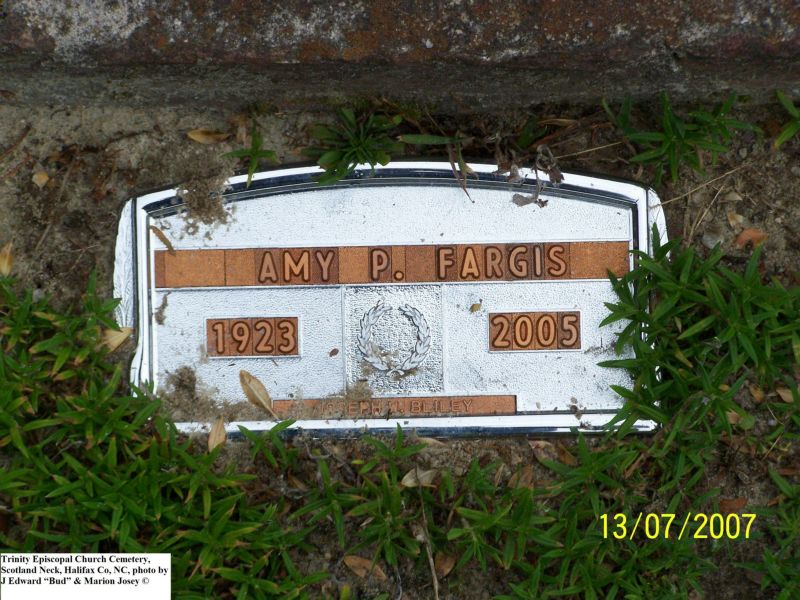 AMY P. FARGIS
1923 2005
BLILEY
13/07/2007
Trinity Episcopal Church Cemetery,
Scotland Neck, Halifax Co, NC, photo by
J Edward “Bud” & Marion Josey ©